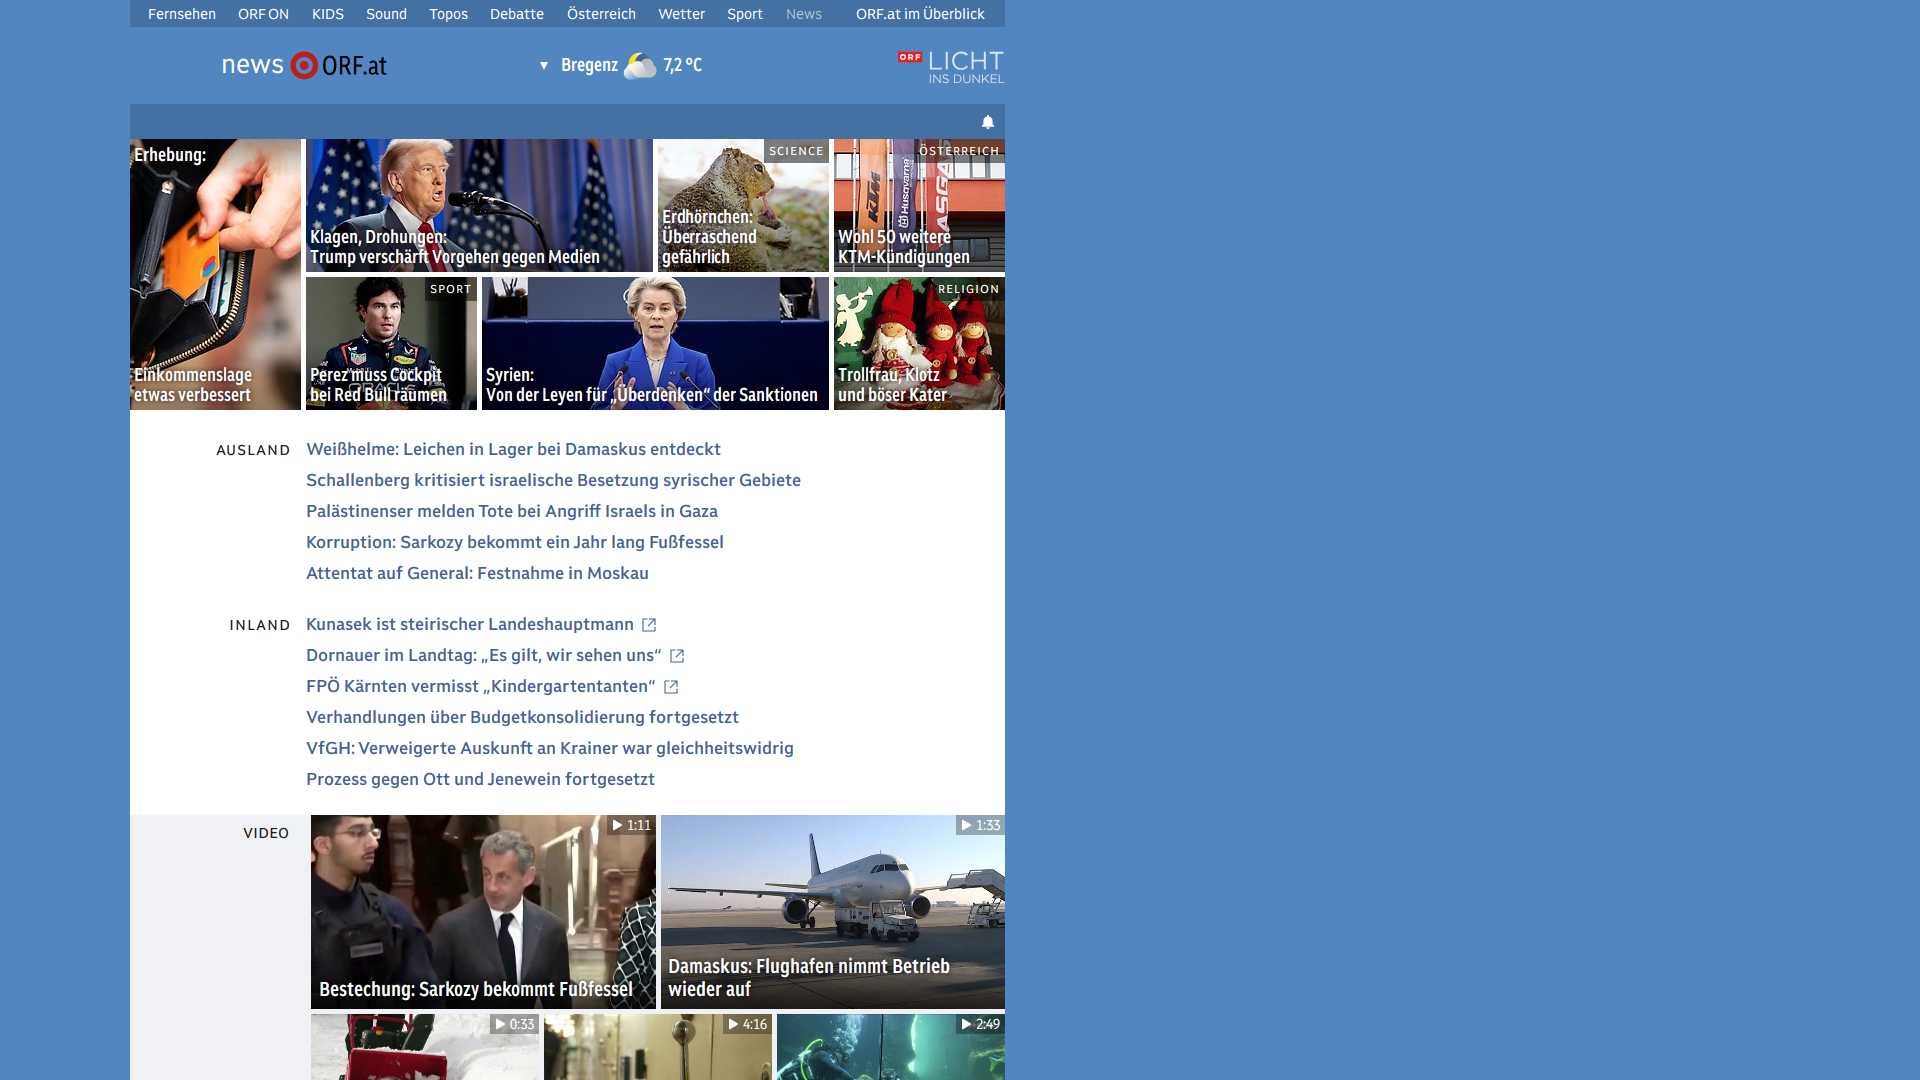 Fernsehen ORF ON KIDS Sound Topos Debatte Österreich Wetter Sport News ORF.at im Überblick
news ORF.at
Bregenz 7,2 °C
ORF LICHT
INS DUNKEL
Erhebung:
Einkommenslage
etwas verbessert
Klagen, Drohungen:
Trump verschärft Vorgehen gegen Medien
SCIENCE
Erdhörnchen:
Überraschend
gefährlich
ÖSTERREICH
KTM
Husqvarna
GASGAS
Wohl 50 weitere
KTM-Kündigungen
SPORT
Perez muss Cockpit
bei Red Bull räumen
ORACLE
Syrien:
Von der Leyen für „Überdenken“ der Sanktionen
RELIGION
Trollfrau, Klotz
und böser Kater
AUSLAND
Weißhelme: Leichen in Lager bei Damaskus entdeckt
Schallenberg kritisiert israelische Besetzung syrischer Gebiete
Palästinenser melden Tote bei Angriff Israels in Gaza
Korruption: Sarkozy bekommt ein Jahr lang Fußfessel
Attentat auf General: Festnahme in Moskau
INLAND
Kunasek ist steirischer Landeshauptmann
Dornauer im Landtag: „Es gilt, wir sehen uns“
FPÖ Kärnten vermisst „Kindergartentanten“
Verhandlungen über Budgetkonsolidierung fortgesetzt
VfGH: Verweigerte Auskunft an Krainer war gleichheitswidrig
Prozess gegen Ott und Jenewein fortgesetzt
VIDEO
1:11
Bestechung: Sarkozy bekommt Fußfessel
1:33
Damaskus: Flughafen nimmt Betrieb
wieder auf
0:33
4:16
2:49